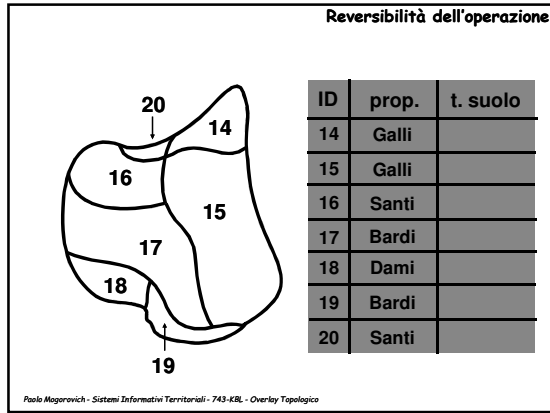 Reversibilità dell'operazione
20
14
16
15
17
18
19
ID prop. t. suolo
14 Galli
15 Galli
16 Santi
17 Bardi
18 Dami
19 Bardi
20 Santi
Paolo Mogorovich - Sistemi Informativi Territoriali - 743-KBL - Overlay Topologico